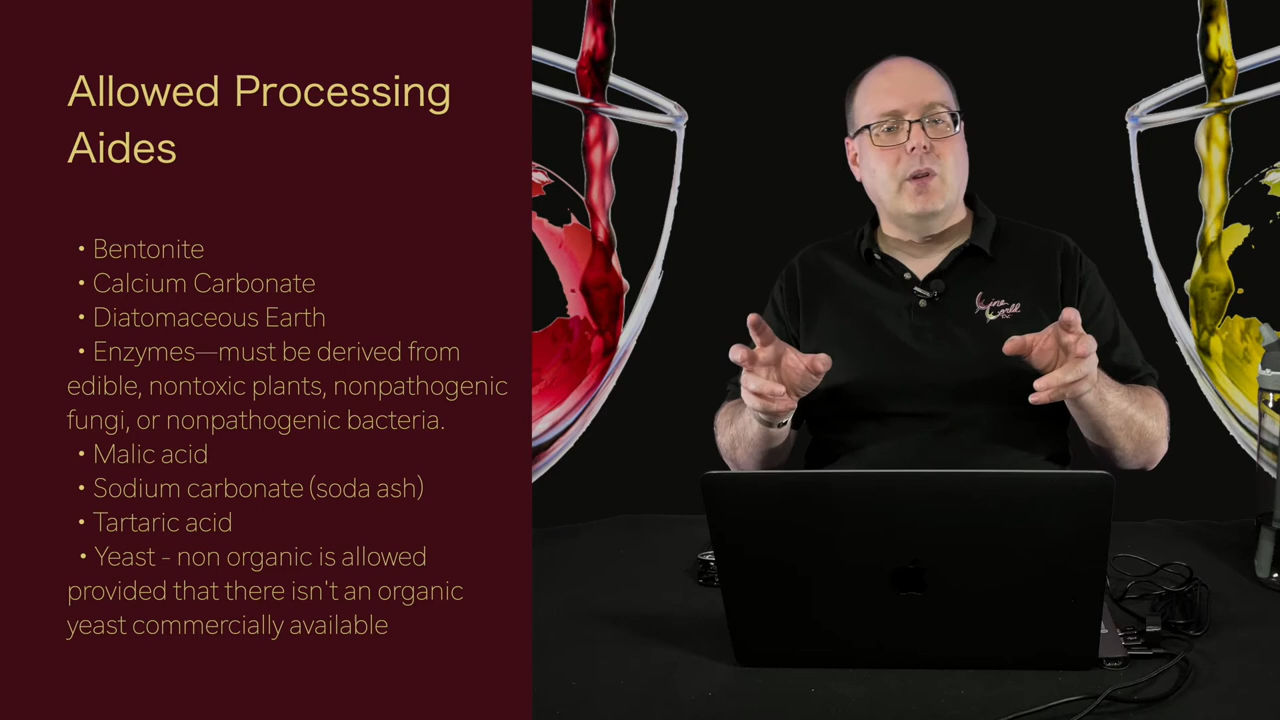 Allowed Processing
Aides
• Bentonite
• Calcium Carbonate
• Diatomaceous Earth
• Enzymes—must be derived from
edible, nontoxic plants, nonpathogenic
fungi, or nonpathogenic bacteria.
• Malic acid
• Sodium carbonate (soda ash)
• Tartaric acid
• Yeast - non organic is allowed
provided that there isn't an organic
yeast commercially available
Wine
World